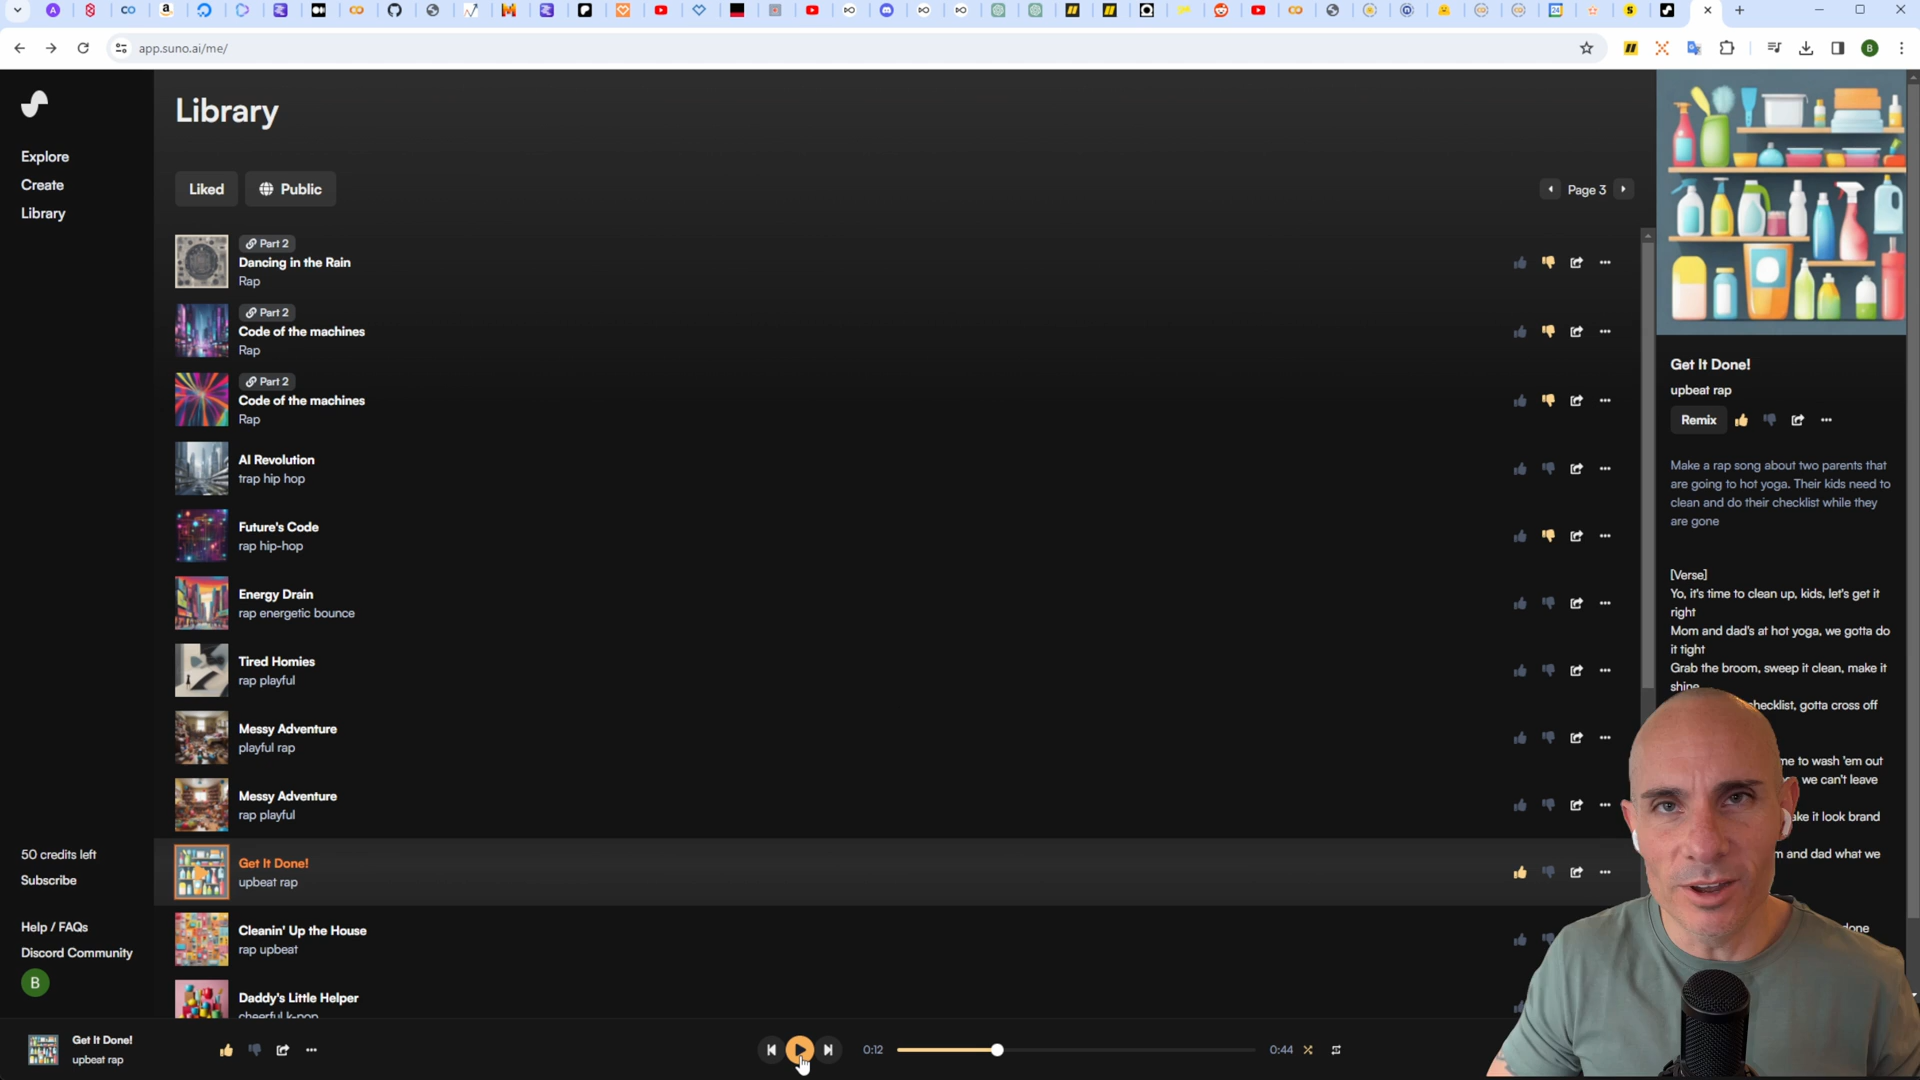 app.suno.ai/me/
B
Library
Explore
Create
Library
Liked
Public
Page 3
Part 2
Dancing in the Rain
Rap
Part 2
Code of the machines
Rap
Part 2
Code of the machines
Rap
AI Revolution
trap hip hop
Future's Code
rap hip-hop
Energy Drain
rap energetic bounce
Tired Homies
rap playful
Messy Adventure
playful rap
Messy Adventure
rap playful
Get It Done!
upbeat rap
Cleanin' Up the House
rap upbeat
Daddy's Little Helper
cheerful k-pop
50 credits left
Subscribe
Help / FAQs
Discord Community
B
Get It Done!
upbeat rap
Remix
Make a rap song about two parents that
are going to hot yoga. Their kids need to
clean and do their checklist while they
are gone
[Verse]
Yo, it's time to clean up, kids, let's get it
right
Mom and dad's at hot yoga, we gotta do
it tight
Grab the broom, sweep it clean, make it
shine
checklist, gotta cross off
me to wash 'em out
we can't leave
ake it look brand
m and dad what we
done
Get It Done!
upbeat rap
0:12
0:44